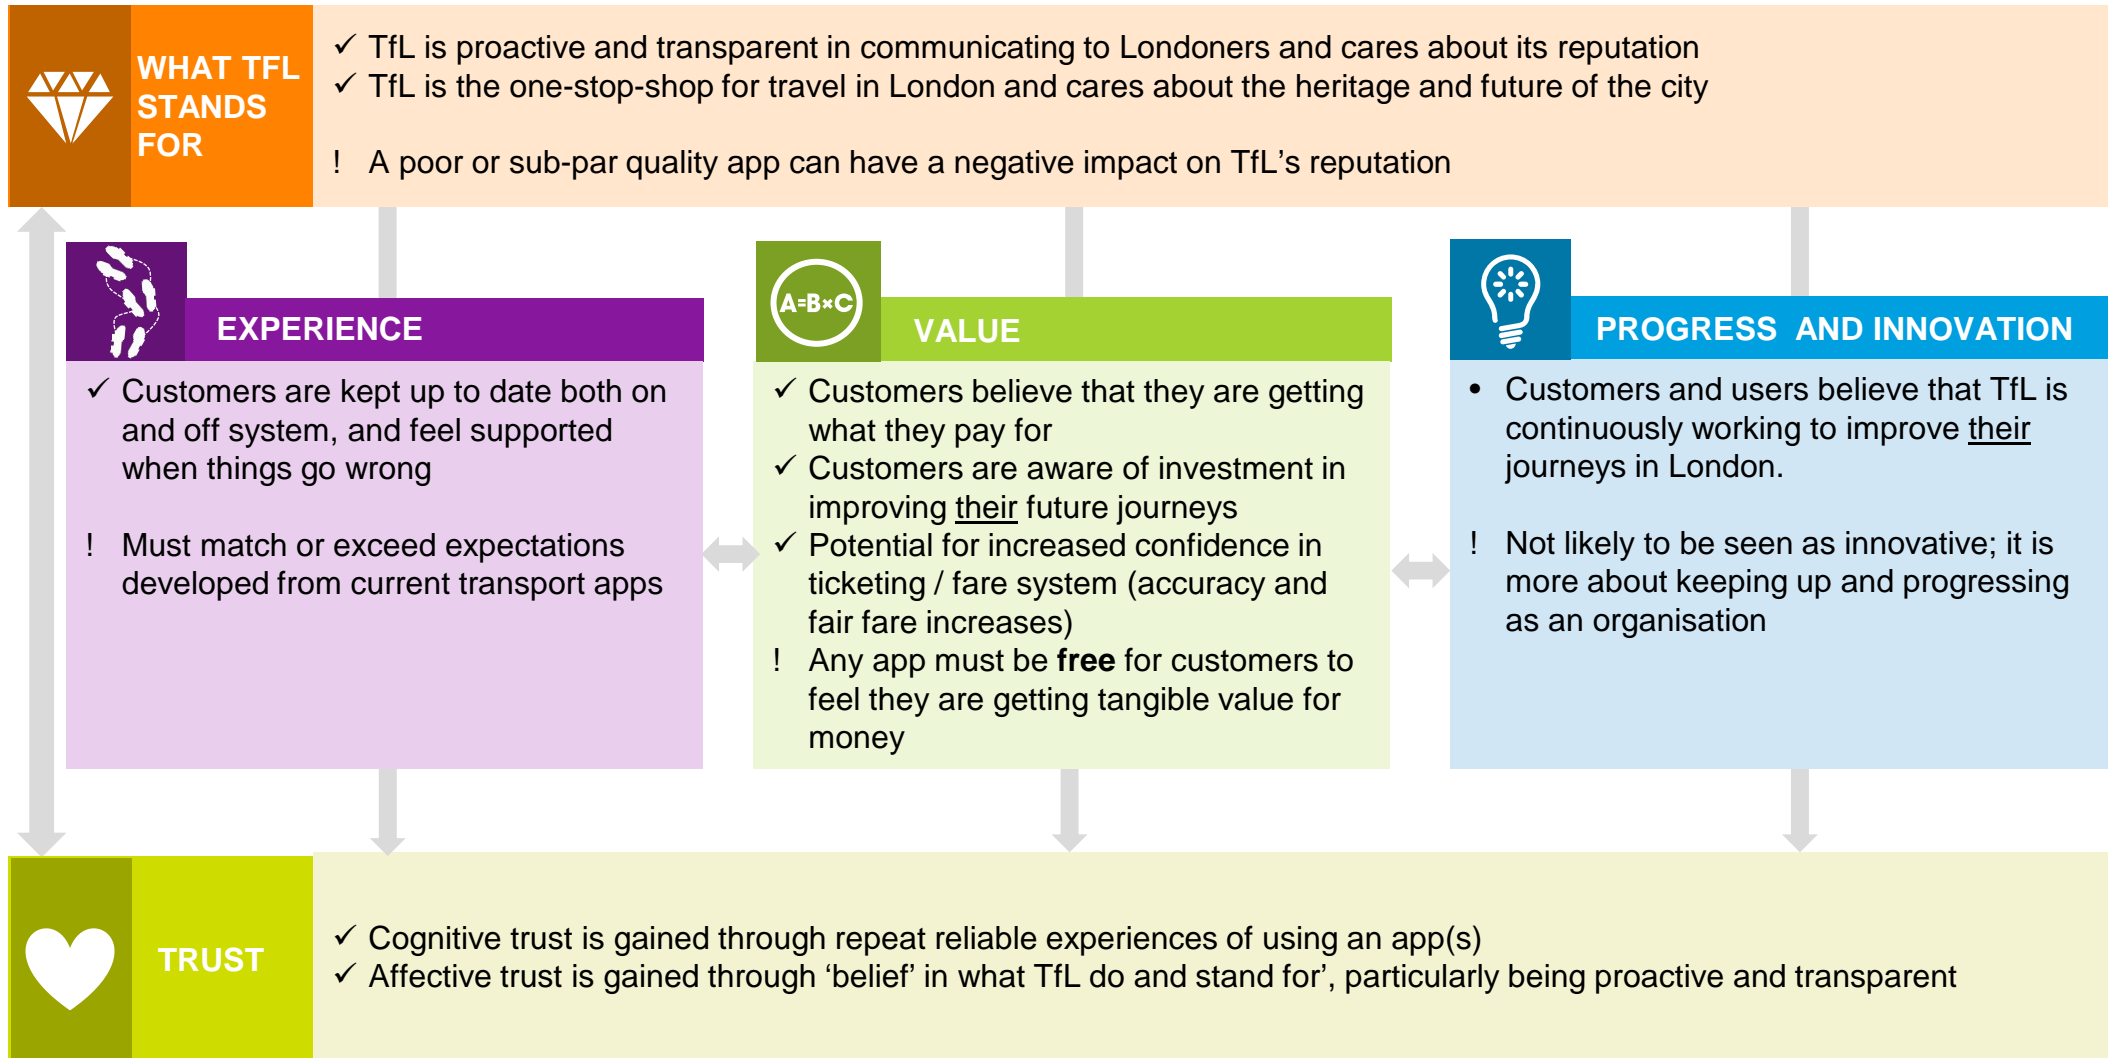 WHAT TFL
STANDS
FOR
✓ TfL is proactive and transparent in communicating to Londoners and cares about its reputation
✓ TfL is the one-stop-shop for travel in London and cares about the heritage and future of the city
! A poor or sub-par quality app can have a negative impact on TfL’s reputation
EXPERIENCE
✓ Customers are kept up to date both on
and off system, and feel supported
when things go wrong
! Must match or exceed expectations
developed from current transport apps
A=B×C
VALUE
✓ Customers believe that they are getting
what they pay for
✓ Customers are aware of investment in
improving their future journeys
✓ Potential for increased confidence in
ticketing / fare system (accuracy and
fair fare increases)
! Any app must be free for customers to
feel they are getting tangible value for
money
PROGRESS AND INNOVATION
• Customers and users believe that TfL is
continuously working to improve their
journeys in London.
! Not likely to be seen as innovative; it is
more about keeping up and progressing
as an organisation
TRUST
✓ Cognitive trust is gained through repeat reliable experiences of using an app(s)
✓ Affective trust is gained through ‘belief’ in what TfL do and stand for’, particularly being proactive and transparent